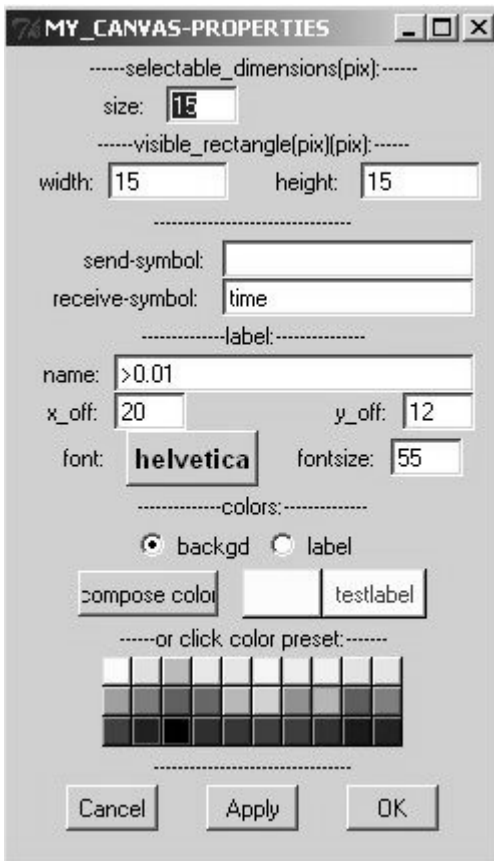 MY_CANVAS-PROPERTIES
------selectable_dimensions(pix):------
size: 15
------visible_rectangle(pix)(pix):------
width: 15 height: 15
--------------------------------
send-symbol:
receive-symbol: time
--------------label:---------------
name: >0.01
x_off: 20 y_off: 12
font: helvetica fontsize: 55
--------------colors:--------------
backgd label
compose color testlabel
------or click color preset:-------
--------------------------------
Cancel Apply OK